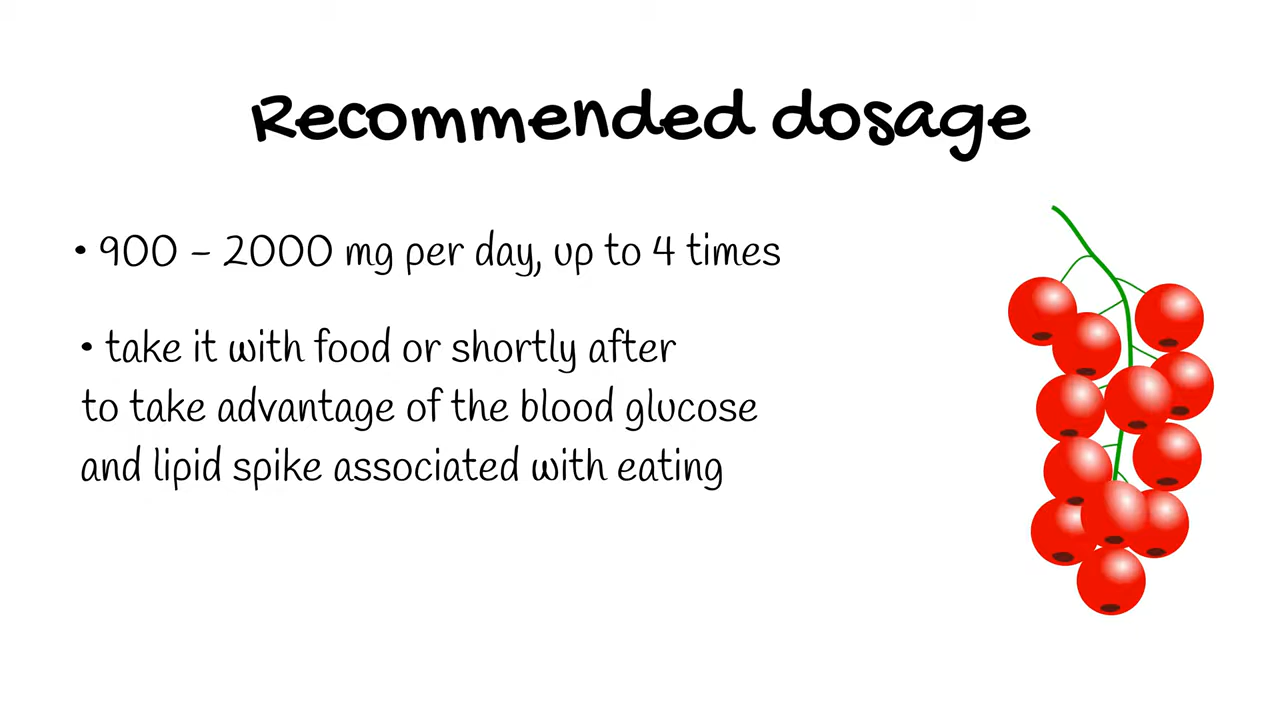 Recommended dosage
• 900 – 2000 mg per day, up to 4 times
• take it with food or shortly after
to take advantage of the blood glucose
and lipid spike associated with eating